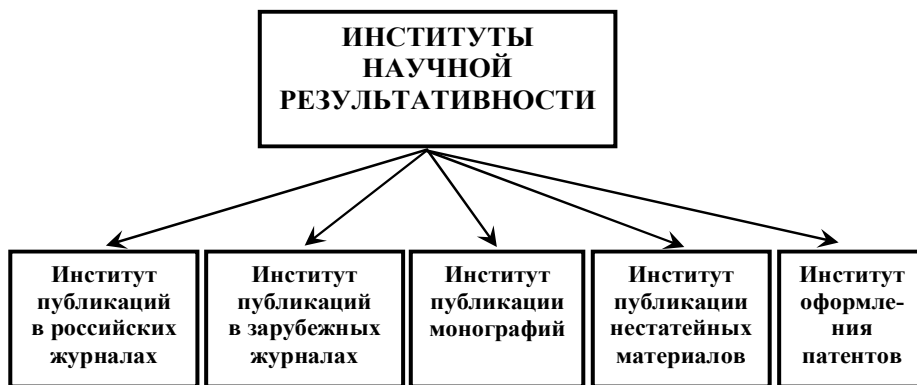 ИНСТИТУТЫ
НАУЧНОЙ
РЕЗУЛЬТАТИВНОСТИ
Институт
публикаций
в российских
журналах
Институт
публикаций
в зарубежных
журналах
Институт
публикации
монографий
Институт
публикации
нестатейных
материалов
Институт
оформле-
ния
патентов